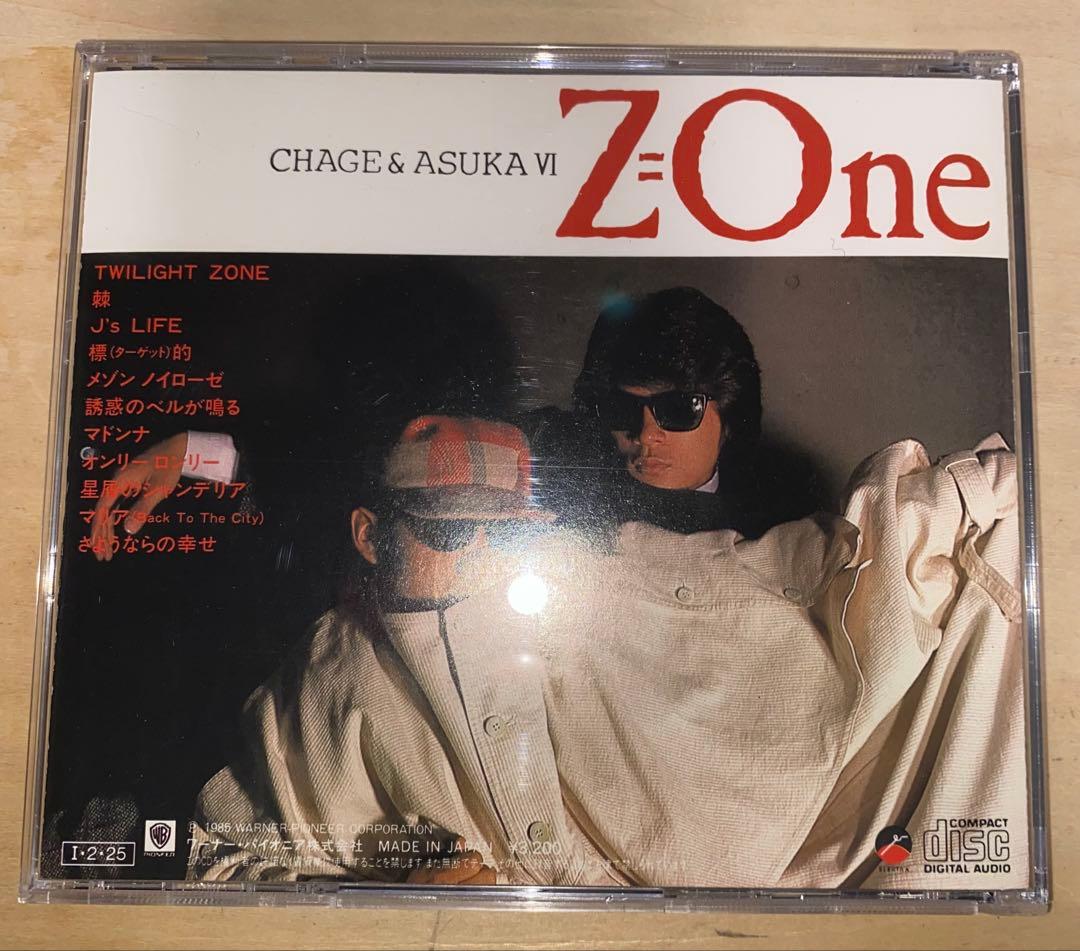 CHAGE & ASUKA VI
Z=One
TWILIGHT ZONE
棘
J's LIFE
標(ターゲット)的
メゾン ノイローゼ
誘惑のベルが鳴る
マドンナ
オンリー ロンリー
星屑のシャンデリア
マリア(Back To The City)
さようならの幸せ
Ⓟ 1985 WARNER-PIONEER CORPORATION
ワーナー・パイオニア株式会社 MADE IN JAPAN ¥3,200
I・2・25
WB
PIONEER
ELEKTRA
COMPACT
disc
DIGITAL AUDIO